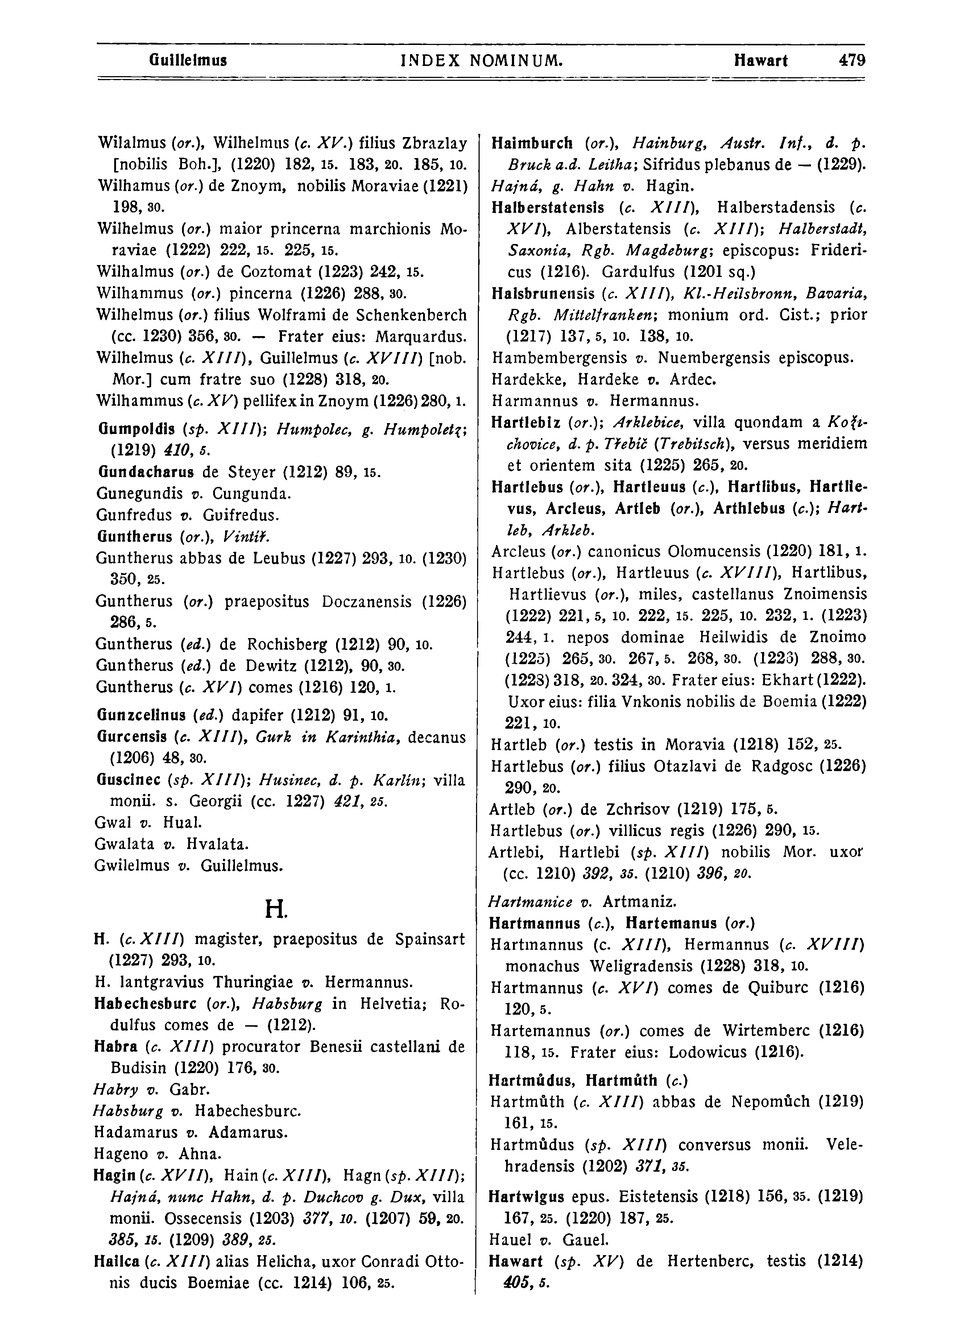 Guillelmus INDEX NOMINUM. Hawart 479
Wilalmus (or.), Wilhelmus (c. XV.) filius Zbrazlay
[nobilis Boh.], (1220) 182, 15. 183, 20. 185, 10.
Wilhamus (or.) de Znoym, nobilis Moraviae (1221)
198, 30.
Wilhelmus (or.) maior princerna marchionis Mo-
raviae (1222) 222, 15. 225, 15.
Wilhalmus (or.) de Goztomat (1223) 242, 15.
Wilhammus (or.) pincerna (1226) 288, 30.
Wilhelmus (or.) filius Wolframi de Schenkenberch
(cc. 1230) 356, 30. — Frater eius: Marquardus.
Wilhelmus (c. XIII), Guillelmus (c. XVIII) [nob.
Mor.] cum fratre suo (1228) 318, 20.
Wilhammus (c. XV) pellifex in Znoym (1226) 280, 1.
Gumpoldis (sp. XIII); Humpolec, g. Humpoletz;
(1219) 410, 5.
Gundacharus de Steyer (1212) 89, 15.
Gunegundis v. Cungunda.
Gunfredus v. Guifredus.
Guntherus (or.), Vintíř.
Guntherus abbas de Leubus (1227) 293, 10. (1230)
350, 25.
Guntherus (or.) praepositus Doczanensis (1226)
286, 5.
Guntherus (ed.) de Rochisberg (1212) 90, 10.
Guntherus (ed.) de Dewitz (1212), 90, 30.
Guntherus (c. XVI) comes (1216) 120, 1.
Gunzcelinus (ed.) dapifer (1212) 91, 10.
Gurcensis (c. XIII), Gurk in Karinthia, decanus
(1206) 48, 30.
Guscinec (sp. XIII); Husinec, d. p. Karlín; villa
monii. s. Georgii (cc. 1227) 421, 25.
Gwal v. Hual.
Gwalata v. Hvalata.
Gwilelmus v. Guillelmus.
H.
H. (c. XIII) magister, praepositus de Spainsart
(1227) 293, 10.
H. lantgravius Thuringiae v. Hermannus.
Habechesburc (or.), Habsburg in Helvetia; Ro-
dulfus comes de — (1212).
Habra (c. XIII) procurator Benesii castellani de
Budisin (1220) 176, 30.
Habry v. Gabr.
Habsburg v. Habechesburc.
Hadamarus v. Adamarus.
Hageno v. Ahna.
Hagin (c. XVII), Hain (c. XIII), Hagn (sp. XIII);
Hajná, nunc Hahn, d. p. Duchcov g. Dux, villa
monii. Ossecensis (1203) 377, 10. (1207) 59, 20.
385, 15. (1209) 389, 25.
Hailca (c. XIII) alias Helicha, uxor Conradi Otto-
nis ducis Boemiae (cc. 1214) 106, 25.
Haimburch (or.), Hainburg, Austr. Inf., d. p.
Bruck a.d. Leitha; Sifridus plebanus de — (1229).
Hajná, g. Hahn v. Hagin.
Halberstatensis (c. XIII), Halberstadensis (c.
XVI), Alberstatensis (c. XIII); Halberstadt,
Saxonia, Rgb. Magdeburg; episcopus: Frideri-
cus (1216). Gardulfus (1201 sq.)
Halsbrunensis (c. XIII), Kl.-Heilsbronn, Bavaria,
Rgb. Mittelfranken; monium ord. Cist.; prior
(1217) 137, 5, 10. 138, 10.
Hambembergensis v. Nuembergensis episcopus.
Hardekke, Hardeke v. Ardec.
Harmannus v. Hermannus.
Hartlebiz (or.); Arklebice, villa quondam a Koži-
chovice, d. p. Třebíč (Trebitsch), versus meridiem
et orientem sita (1225) 265, 20.
Hartlebus (or.), Hartleuus (c.), Hartlibus, Hartlie-
vus, Arcleus, Artleb (or.), Arthlebus (c.); Hart-
leb, Arkleb.
Arcleus (or.) canonicus Olomucensis (1220) 181, 1.
Hartlebus (or.), Hartleuus (c. XVIII), Hartlibus,
Hartlievus (or.), miles, castellanus Znoimensis
(1222) 221, 5, 10. 222, 15. 225, 10. 232, 1. (1223)
244, 1. nepos dominae Heilwidis de Znoimo
(1225) 265, 30. 267, 5. 268, 30. (1226) 288, 30.
(1228) 318, 20. 324, 30. Frater eius: Ekhart (1222).
Uxor eius: filia Vnkonis nobilis de Boemia (1222)
221, 10.
Hartleb (or.) testis in Moravia (1218) 152, 25.
Hartlebus (or.) filius Otazlavi de Radgosc (1226)
290, 20.
Artleb (or.) de Zchrisov (1219) 175, 5.
Hartlebus (or.) villicus regis (1226) 290, 15.
Artlebi, Hartlebi (sp. XIII) nobilis Mor. uxor
(cc. 1210) 392, 35. (1210) 396, 20.
Hartmanice v. Artmaniz.
Hartmannus (c.), Hartemanus (or.)
Hartmannus (c. XIII), Hermannus (c. XVIII)
monachus Weligradensis (1228) 318, 10.
Hartmannus (c. XVI) comes de Quiburc (1216)
120, 5.
Hartemannus (or.) comes de Wirtemberc (1216)
118, 15. Frater eius: Lodowicus (1216).
Hartmůdus, Hartmůth (c.)
Hartmůth (c. XIII) abbas de Nepomůch (1219)
161, 15.
Hartmůdus (sp. XIII) conversus monii. Vele-
hradensis (1202) 371, 35.
Hartwigus epus. Eistetensis (1218) 156, 35. (1219)
167, 25. (1220) 187, 25.
Hauel v. Gauel.
Hawart (sp. XV) de Hertenberc, testis (1214)
405, 5.